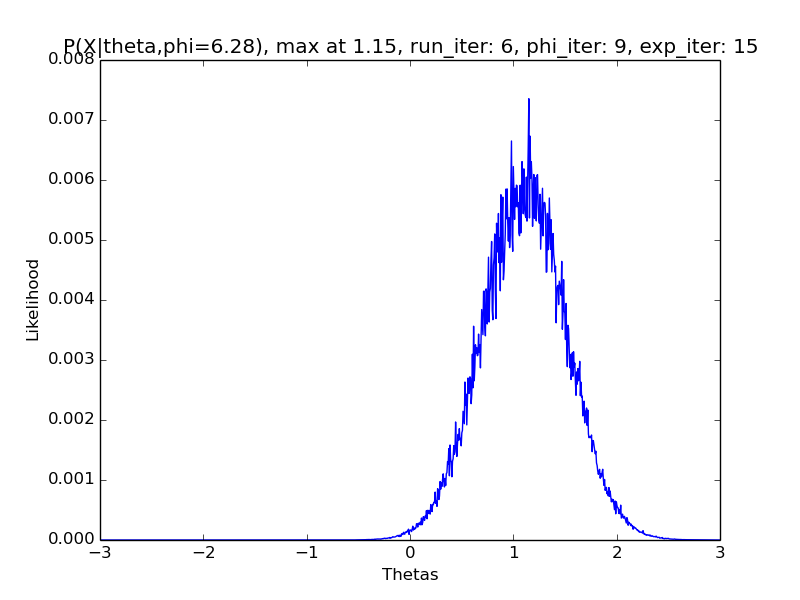 P(X|theta,phi=6.28), max at 1.15, run_iter: 6, phi_iter: 9, exp_iter: 15
0.008
0.007
0.006
0.005
0.004
0.003
0.002
0.001
0.000
Likelihood
−3 −2 −1 0 1 2 3
Thetas